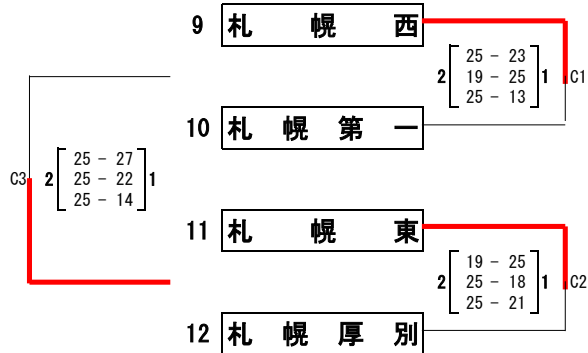 9 札幌西
2 25 - 23 1
19 - 25 C1
25 - 13
10 札幌第一
C3 2 25 - 27 1
25 - 22
25 - 14
11 札幌東
2 19 - 25 1
25 - 18 C2
25 - 21
12 札幌厚別